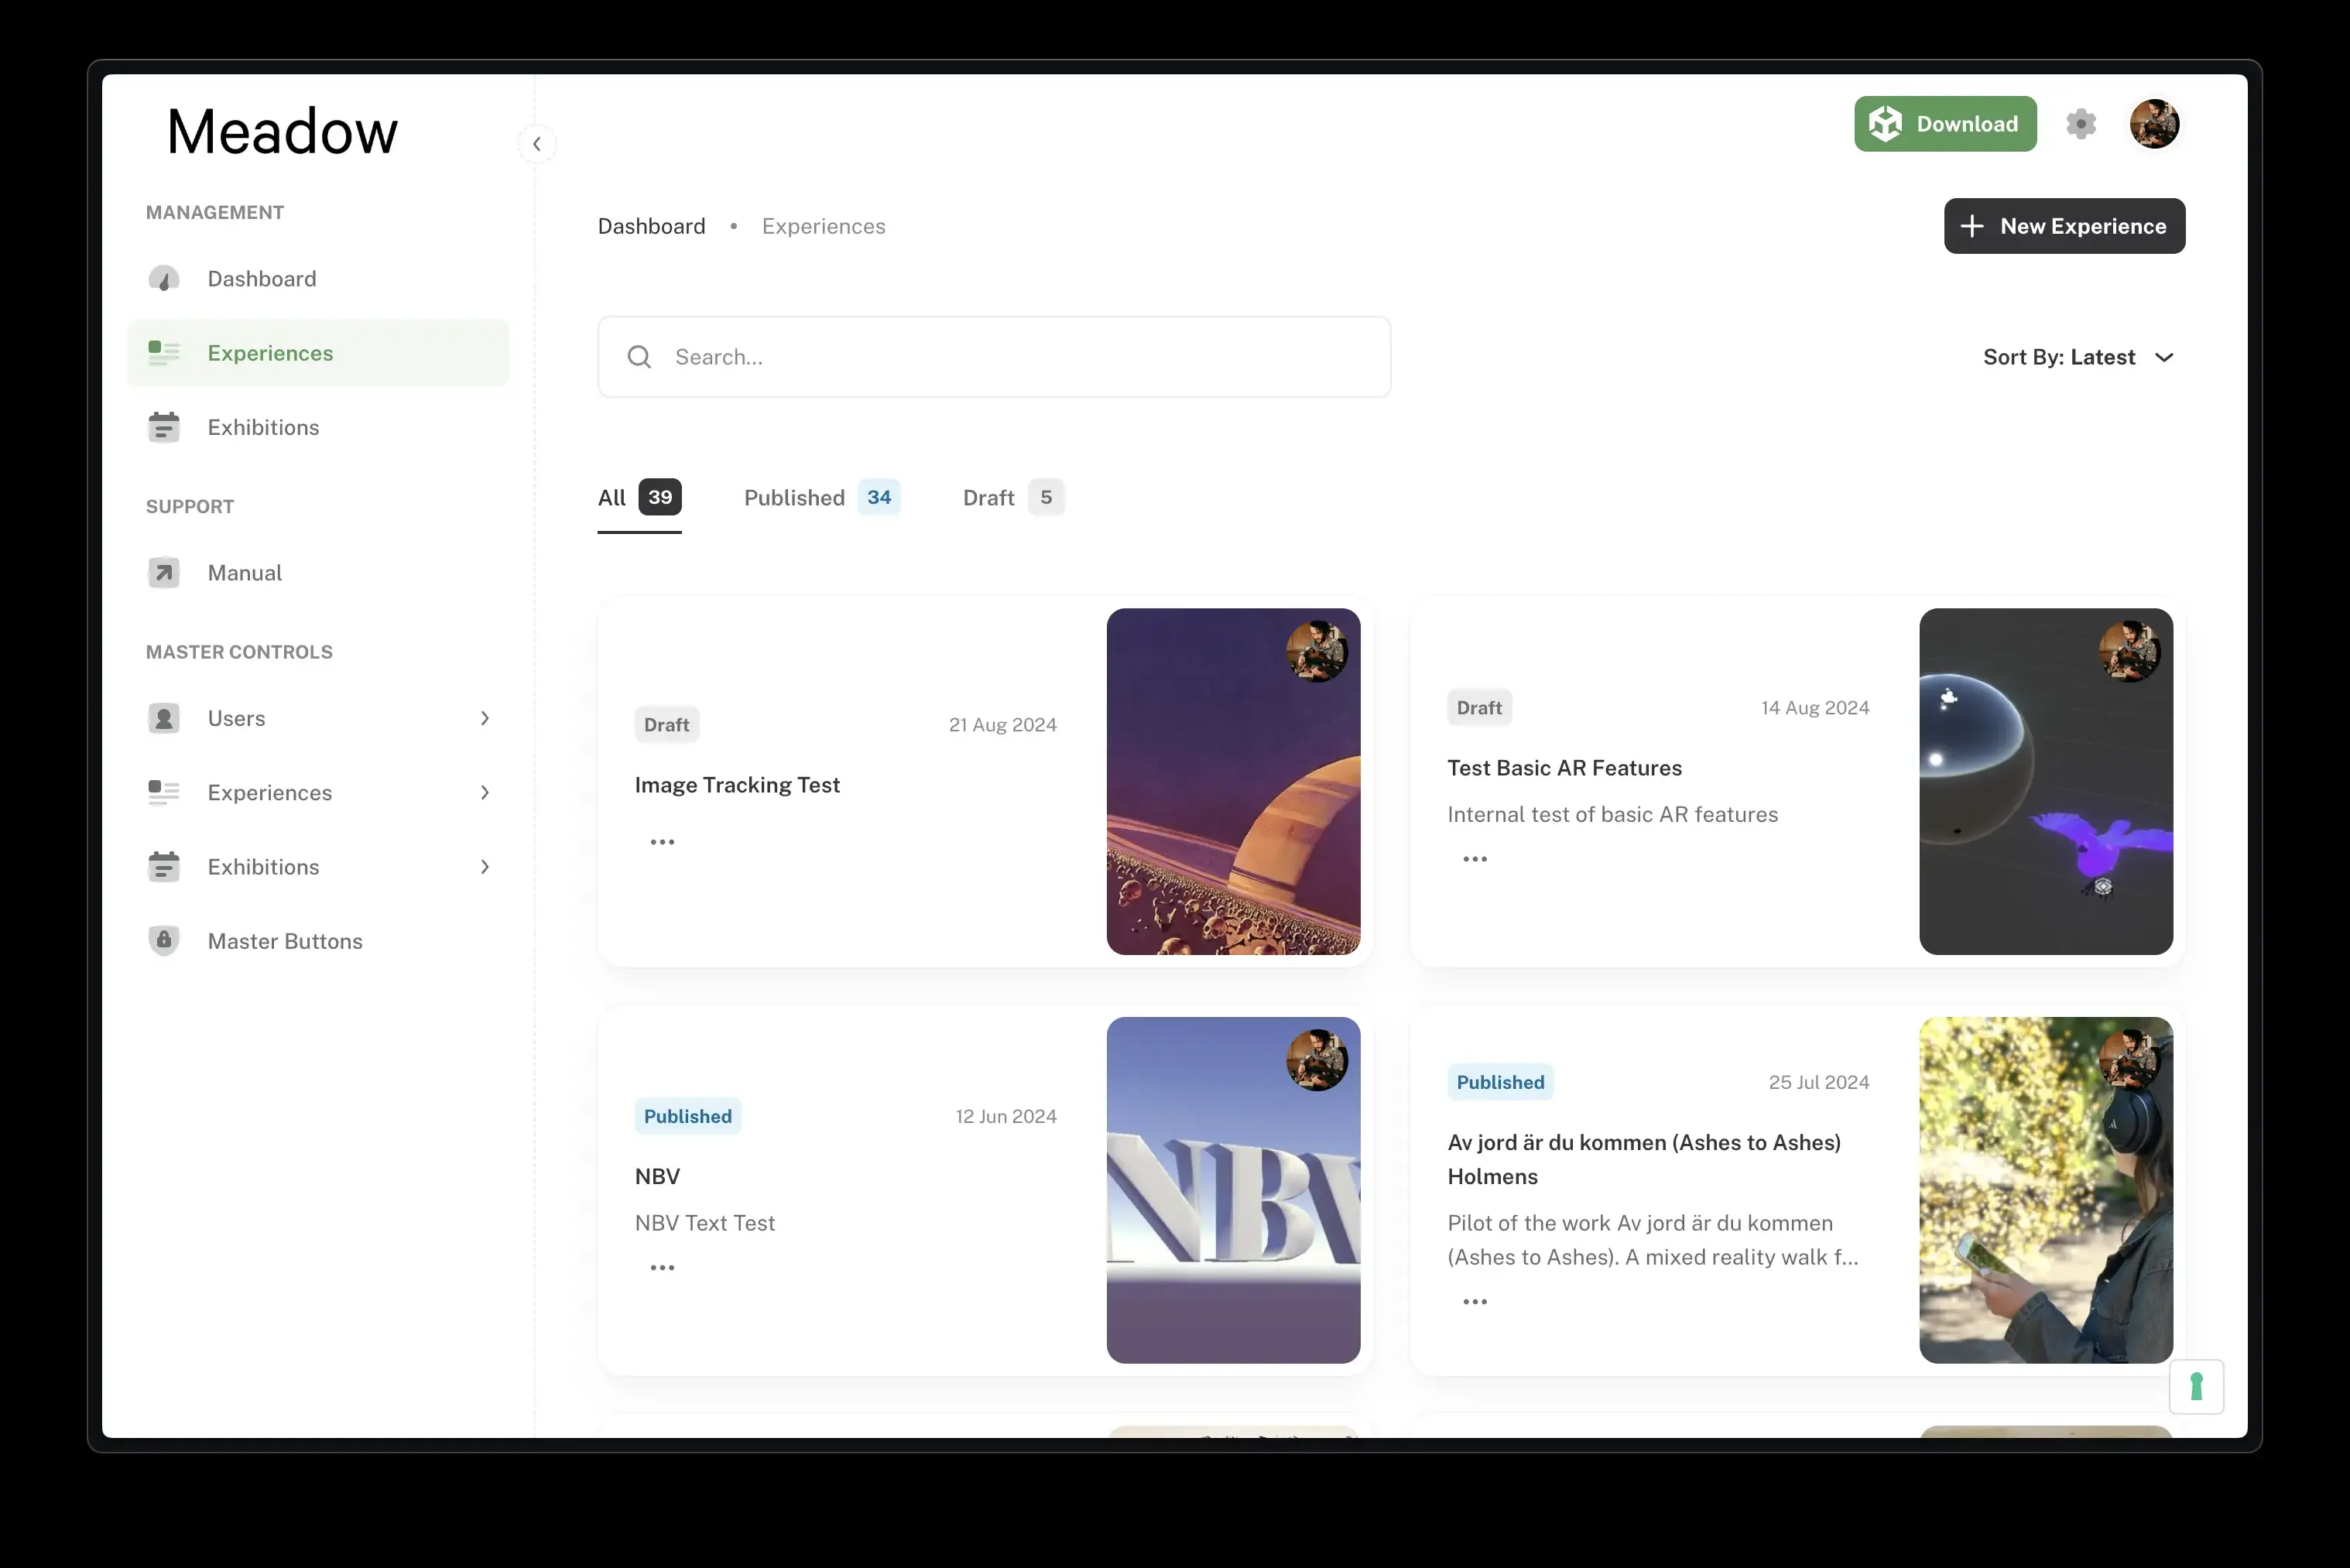 Meadow
Download
MANAGEMENT
Dashboard
Experiences
Exhibitions
SUPPORT
Manual
MASTER CONTROLS
Users
Experiences
Exhibitions
Master Buttons
Dashboard • Experiences
New Experience
Search...
Sort By: Latest
All 39
Published 34
Draft 5
Draft
21 Aug 2024
Image Tracking Test
Draft
14 Aug 2024
Test Basic AR Features
Internal test of basic AR features
Published
12 Jun 2024
NBV
NBV Text Test
NBV
Published
25 Jul 2024
Av jord är du kommen (Ashes to Ashes)
Holmens
Pilot of the work Av jord är du kommen
(Ashes to Ashes). A mixed reality walk f...